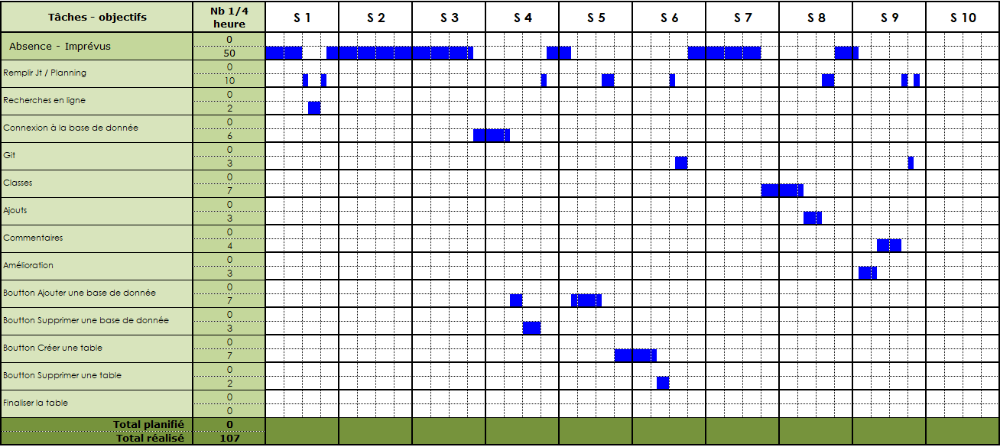 Tâches - objectifs
Nb 1/4
heure
S 1
S 2
S 3
S 4
S 5
S 6
S 7
S 8
S 9
S 10
Absence - Imprévus
0
50
Remplir Jt / Planning
0
10
Recherches en ligne
0
2
Connexion à la base de donnée
0
6
Git
0
3
Classes
0
7
Ajouts
0
3
Commentaires
0
4
Amélioration
0
3
Boutton Ajouter une base de donnée
0
7
Boutton Supprimer une base de donnée
0
3
Boutton Créer une table
0
7
Boutton Supprimer une table
0
2
Finaliser la table
0
0
Total planifié 0
Total réalisé 107